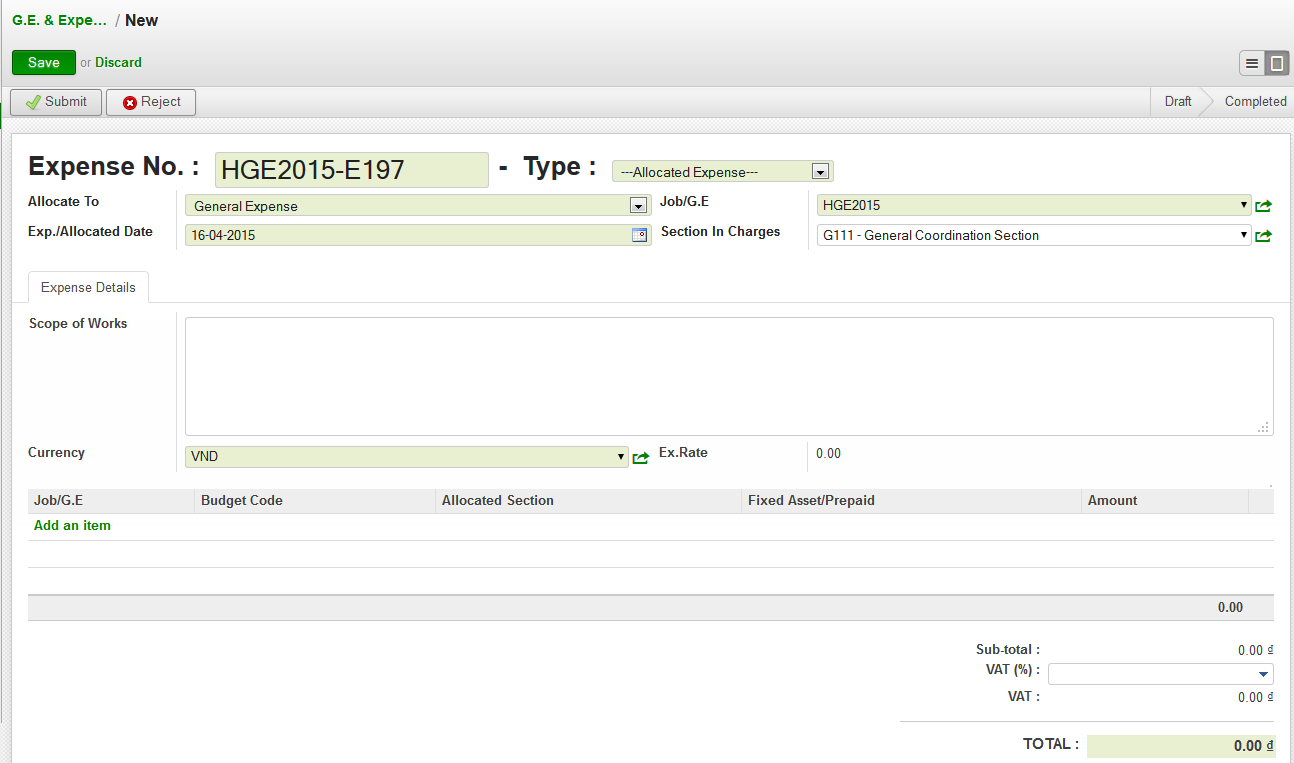 G.E. & Expe... / New
Save or Discard
Submit Reject Draft Completed
Expense No. : HGE2015-E197 - Type : ---Allocated Expense---
Allocate To General Expense Job/G.E HGE2015
Exp./Allocated Date 16-04-2015 Section In Charges G111 - General Coordination Section
Expense Details
Scope of Works
Currency VND Ex.Rate 0.00
Job/G.E Budget Code Allocated Section Fixed Asset/Prepaid Amount
Add an item
0.00
Sub-total : 0.00 ₫
VAT (%) :
VAT : 0.00 ₫
TOTAL : 0.00 ₫